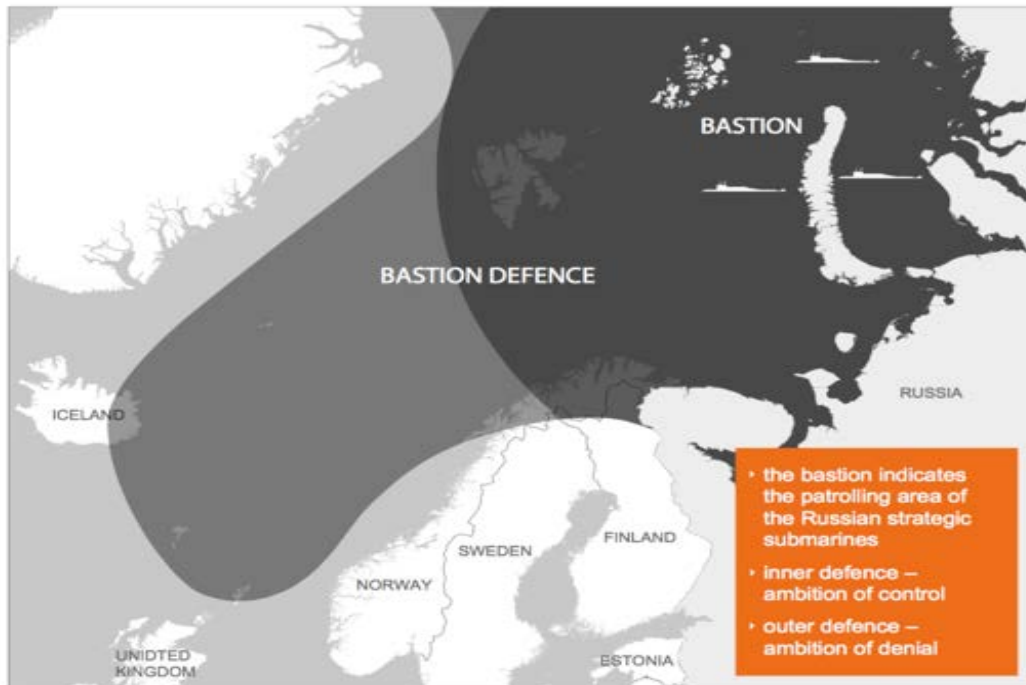 BASTION
BASTION DEFENCE
ICELAND
RUSSIA
SWEDEN
FINLAND
NORWAY
UNIDTED
KINGDOM
ESTONIA
‣ the bastion indicates
the patrolling area of
the Russian strategic
submarines
‣ inner defence –
ambition of control
‣ outer defence –
ambition of denial